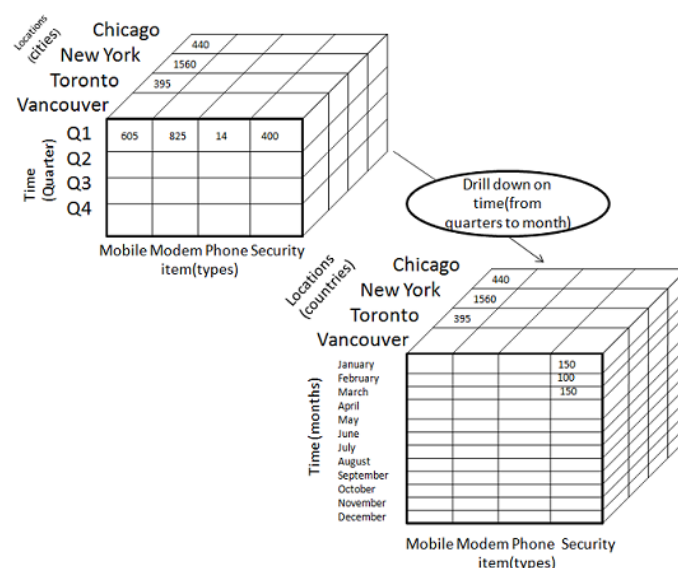 Locations
(cities)
Chicago
New York
Toronto
Vancouver
440
1560
395
Time
(Quarter)
Q1
Q2
Q3
Q4
605 825 14 400
Mobile Modem Phone Security
item(types)
Drill down on
time(from
quarters to month)
Locations
(countries)
Chicago
New York
Toronto
Vancouver
440
1560
395
Time (months)
January 150
February 100
March 150
April
May
June
July
August
September
October
November
December
Mobile Modem Phone Security
item(types)